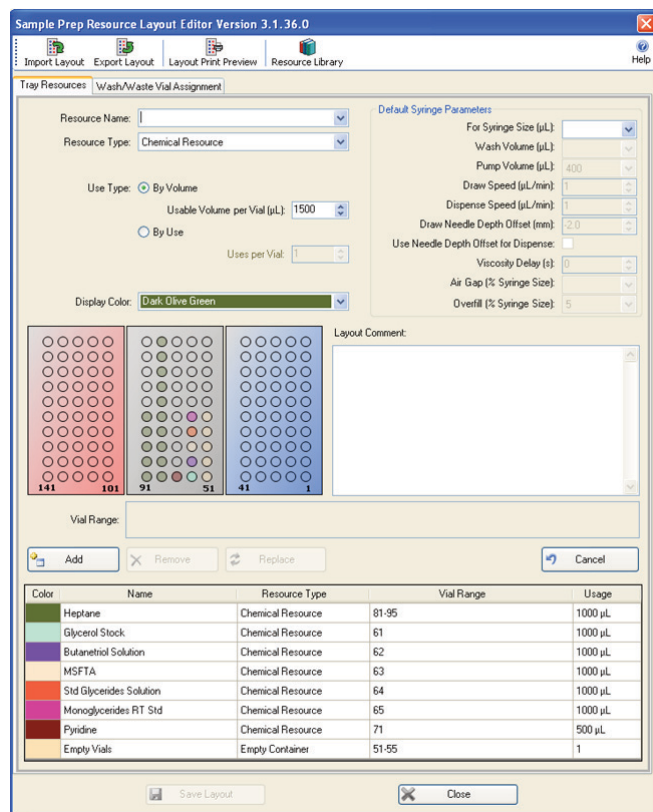 Sample Prep Resource Layout Editor Version 3.1.36.0
Import Layout Export Layout Layout Print Preview Resource Library Help
Tray Resources Wash/Waste Vial Assignment
Resource Name:
Resource Type: Chemical Resource
Use Type: By Volume
Usable Volume per Vial (µL): 1500
By Use
Uses per Vial: 1
Display Color: Dark Olive Green
Default Syringe Parameters
For Syringe Size (µL):
Wash Volume (µL):
Pump Volume (µL): 400
Draw Speed (µL/min): 1
Dispense Speed (µL/min): 1
Draw Needle Depth Offset (mm): -2.0
Use Needle Depth Offset for Dispense:
Viscosity Delay (s): 0
Air Gap (% Syringe Size):
Overfill (% Syringe Size): 5
141 101 91 51 41 1
Layout Comment:
Vial Range:
Add Remove Replace Cancel
Color Name Resource Type Vial Range Usage
Heptane Chemical Resource 81-95 1000 µL
Glycerol Stock Chemical Resource 61 1000 µL
Butanetriol Solution Chemical Resource 62 1000 µL
MSFTA Chemical Resource 63 1000 µL
Std Glycerides Solution Chemical Resource 64 1000 µL
Monoglycerides RT Std Chemical Resource 65 1000 µL
Pyridine Chemical Resource 71 500 µL
Empty Vials Empty Container 51-55 1
Save Layout Close